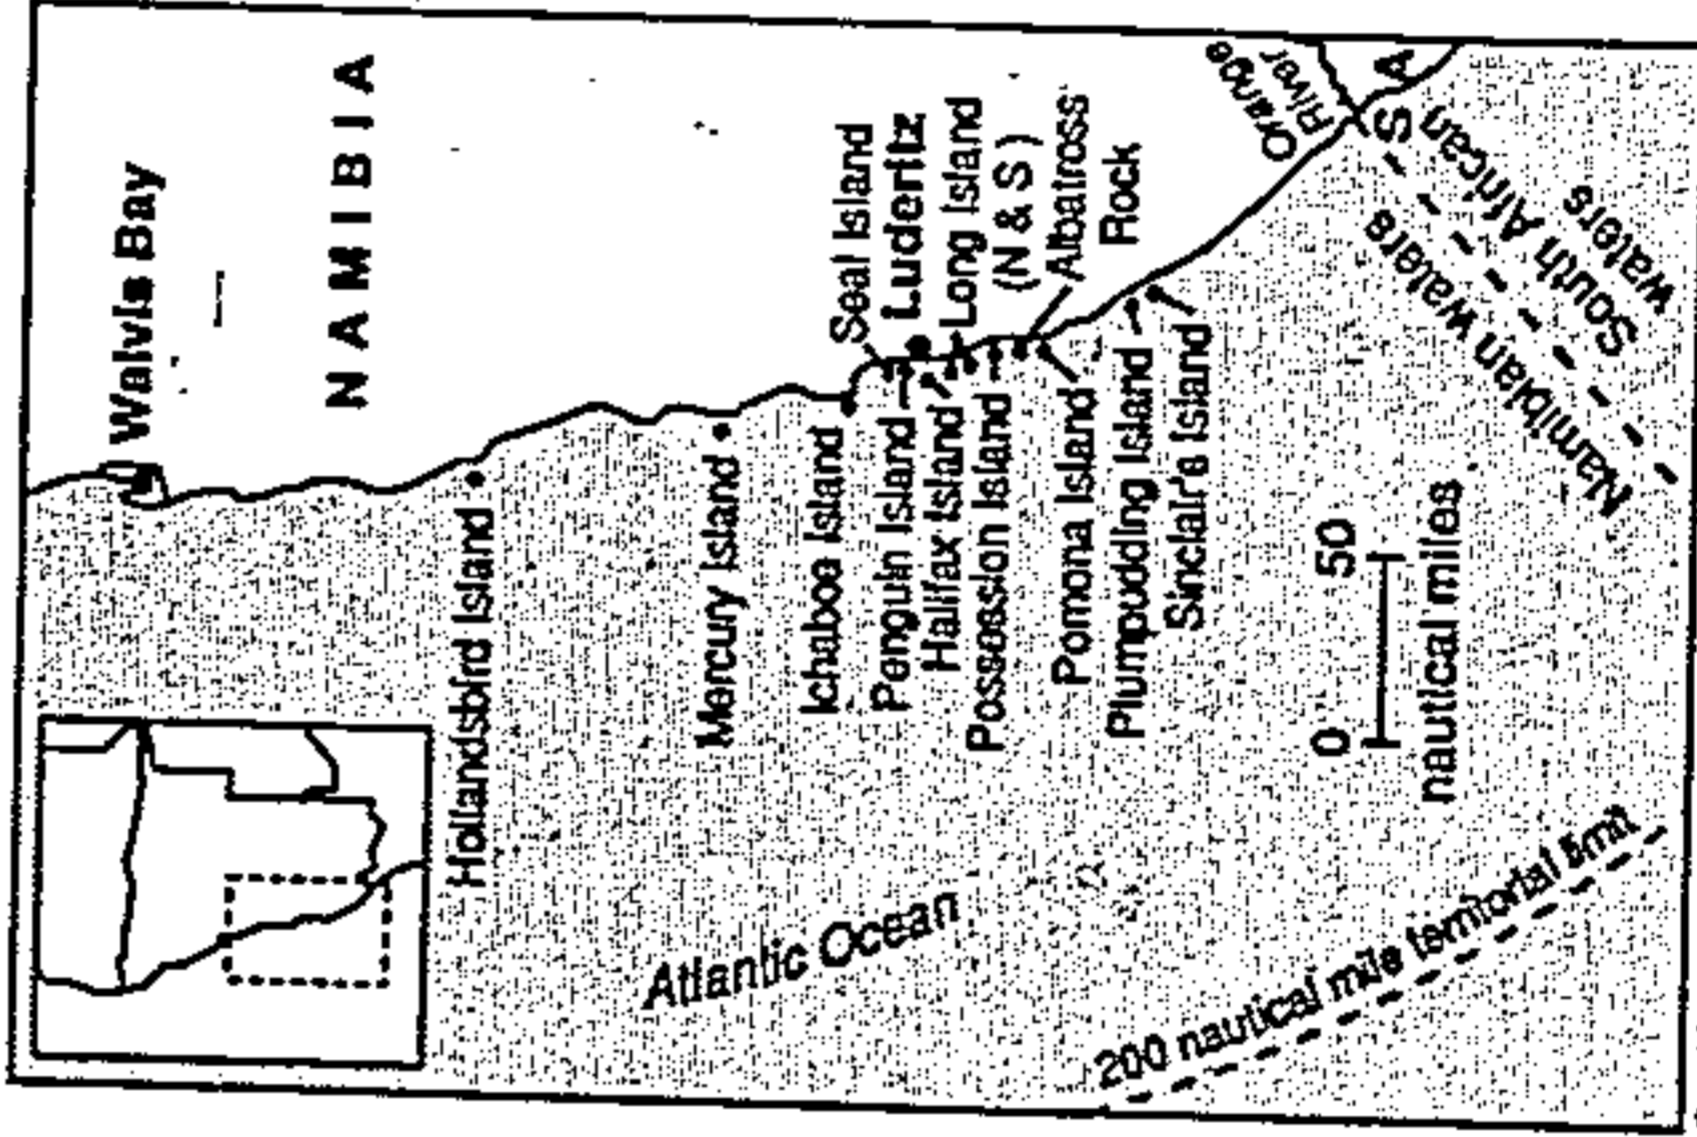 Walvis Bay
NAMIBIA
Hollandsbird Island
Mercury Island
Ichaboe Island
Seal Island
Penguin Island
Luderitz
Halifax Island
Long Island
(N & S)
Possession Island
Albatross
Rock
Pomona Island
Plumpudding Island
Sinclair's Island
Orange
River
S A
Namibian waters
South African
waters
Atlantic Ocean
0 50
nautical miles
200 nautical mile territorial limit